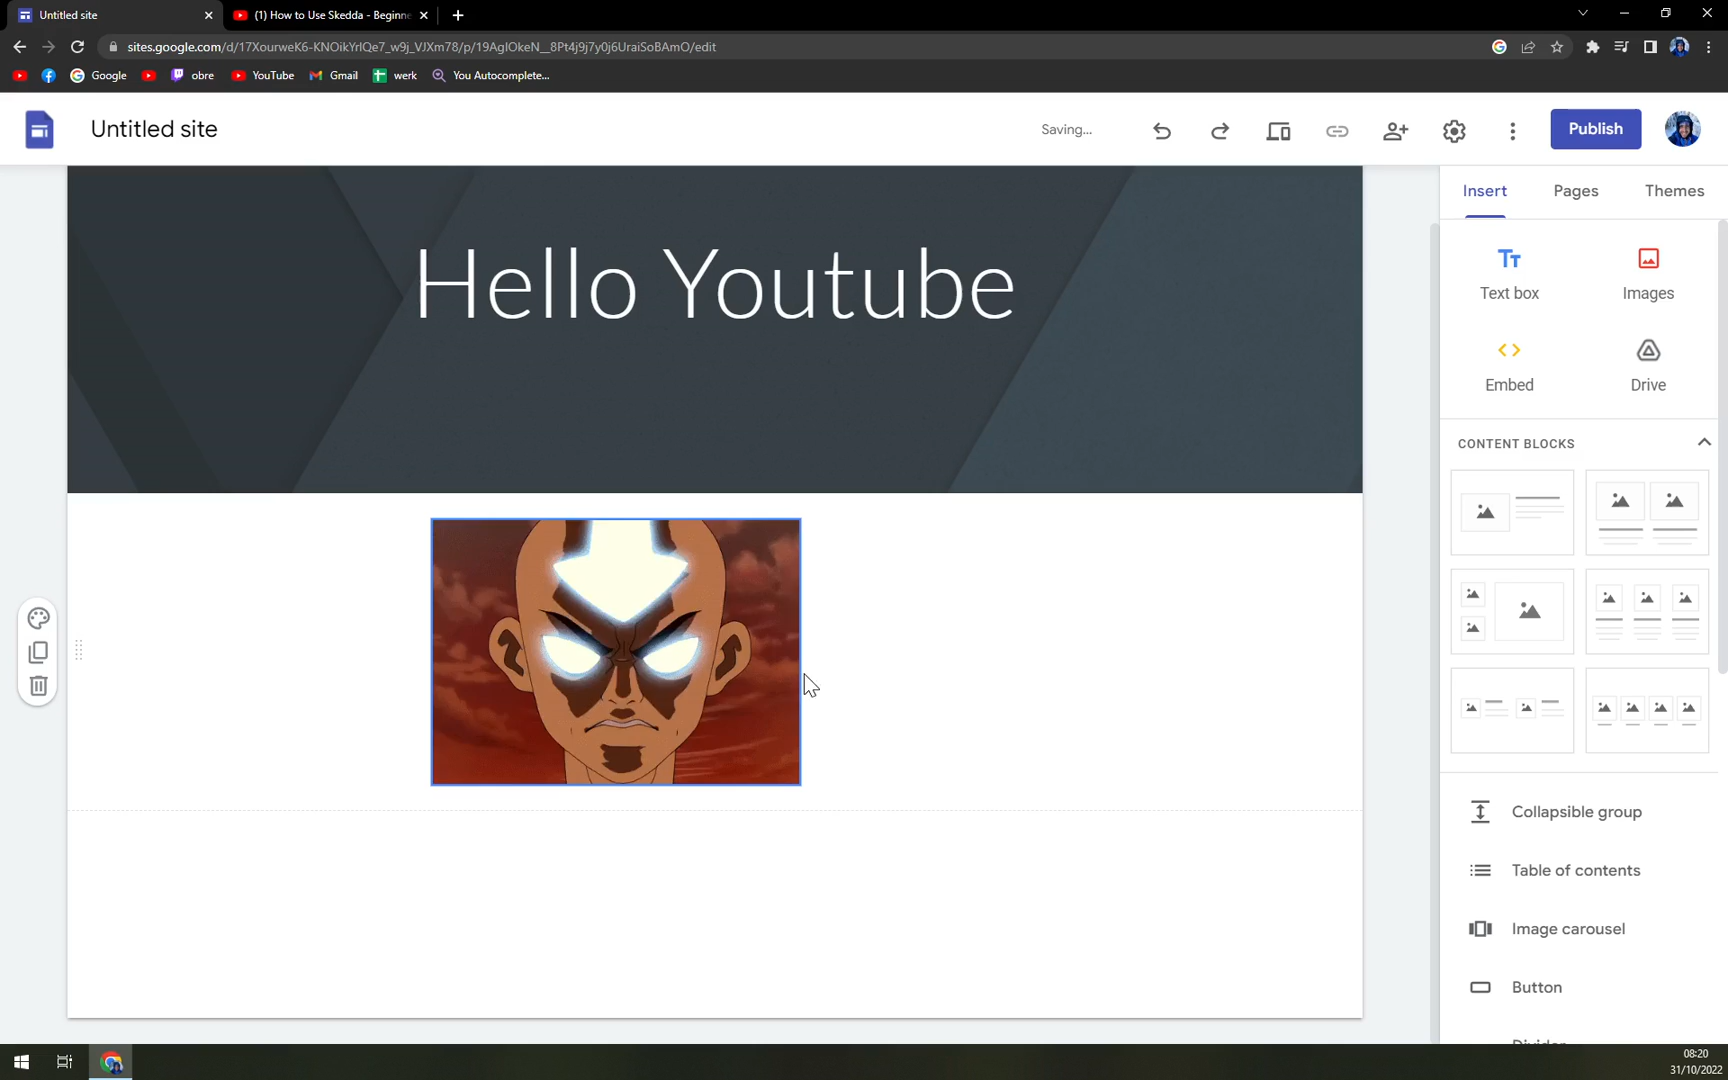 Untitled site
(1) How to Use Skedda - Beginne
sites.google.com/d/17XourweK6-KNOikYrlQe7_w9j_VJXm78/p/19AgIOkeN__8Pt4j9j7y0j6UraiSoBAmO/edit
Google
obre
YouTube
Gmail
werk
You Autocomplete...
Untitled site
Saving...
Publish
Insert
Pages
Themes
Hello Youtube
Text box
Images
Embed
Drive
CONTENT BLOCKS
Collapsible group
Table of contents
Image carousel
Button
Divider
08:20
31/10/2022